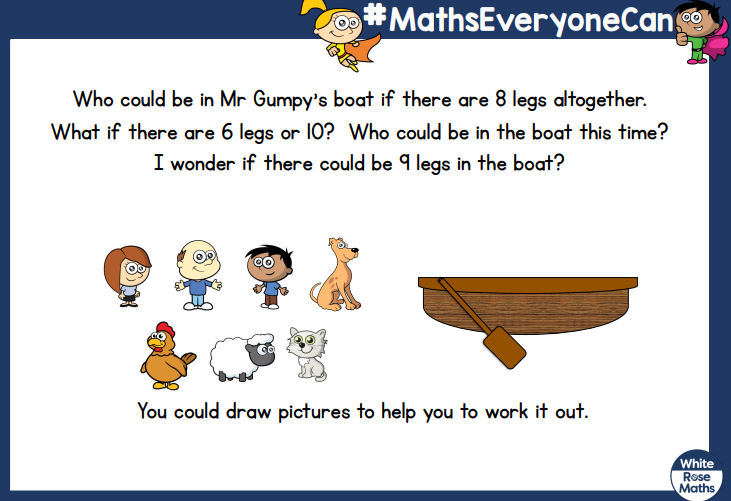 #MathsEveryoneCan
Who could be in Mr Gumpy's boat if there are 8 legs altogether.
What if there are 6 legs or 10? Who could be in the boat this time?
I wonder if there could be 9 legs in the boat?
You could draw pictures to help you to work it out.
White
Rose
Maths